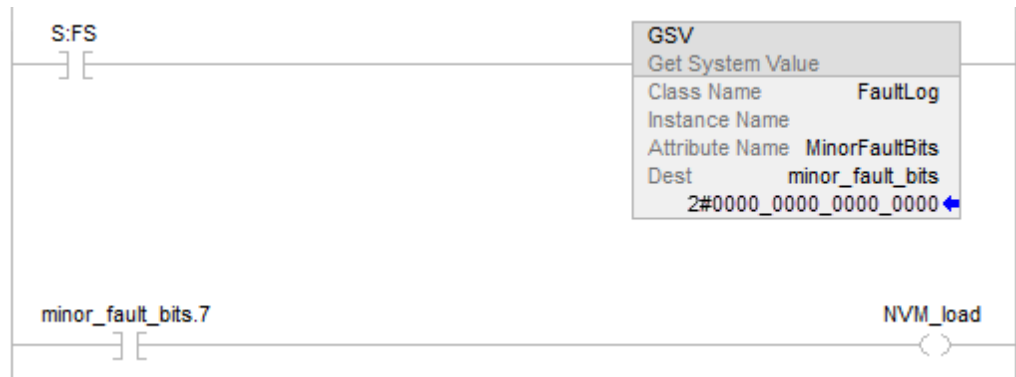 S:FS
GSV
Get System Value
Class Name FaultLog
Instance Name
Attribute Name MinorFaultBits
Dest minor_fault_bits
2#0000_0000_0000_0000
minor_fault_bits.7 NVM_load